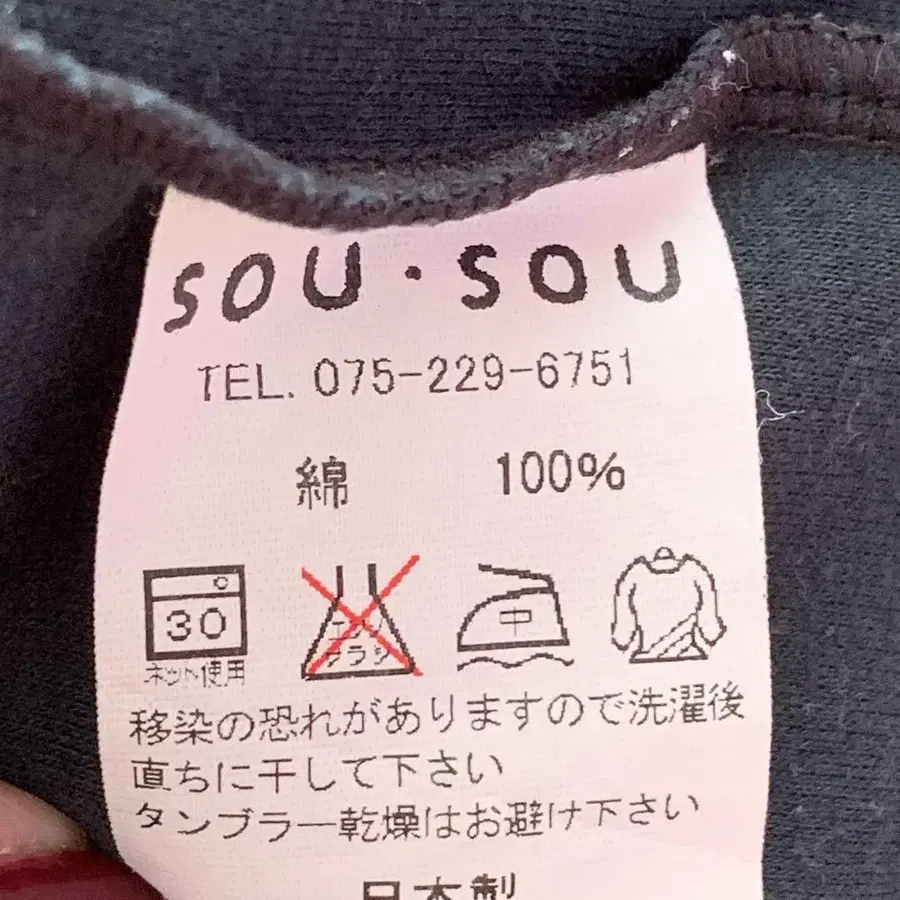 SOU・SOU
TEL. 075-229-6751
綿 100%
30 エンソ 中
ネット使用 サラシ
移染の恐れがありますので洗濯後
直ちに干して下さい
タンブラー乾燥はお避け下さい
日本製